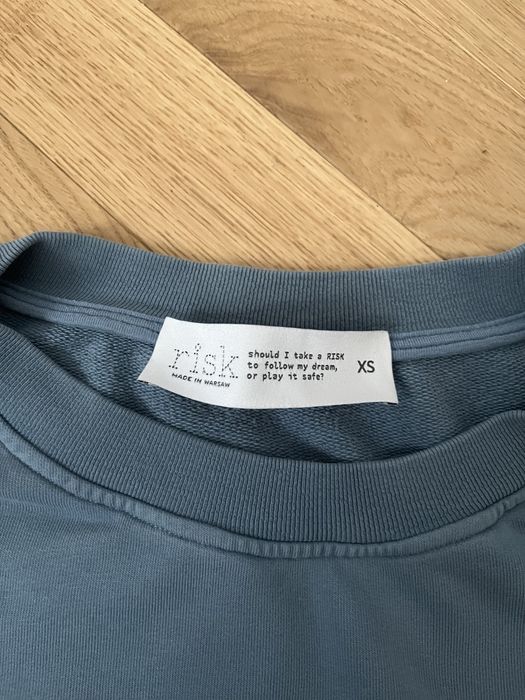 risk
MADE IN WARSAW
should I take a RISK
to follow my dream,
or play it safe?
XS